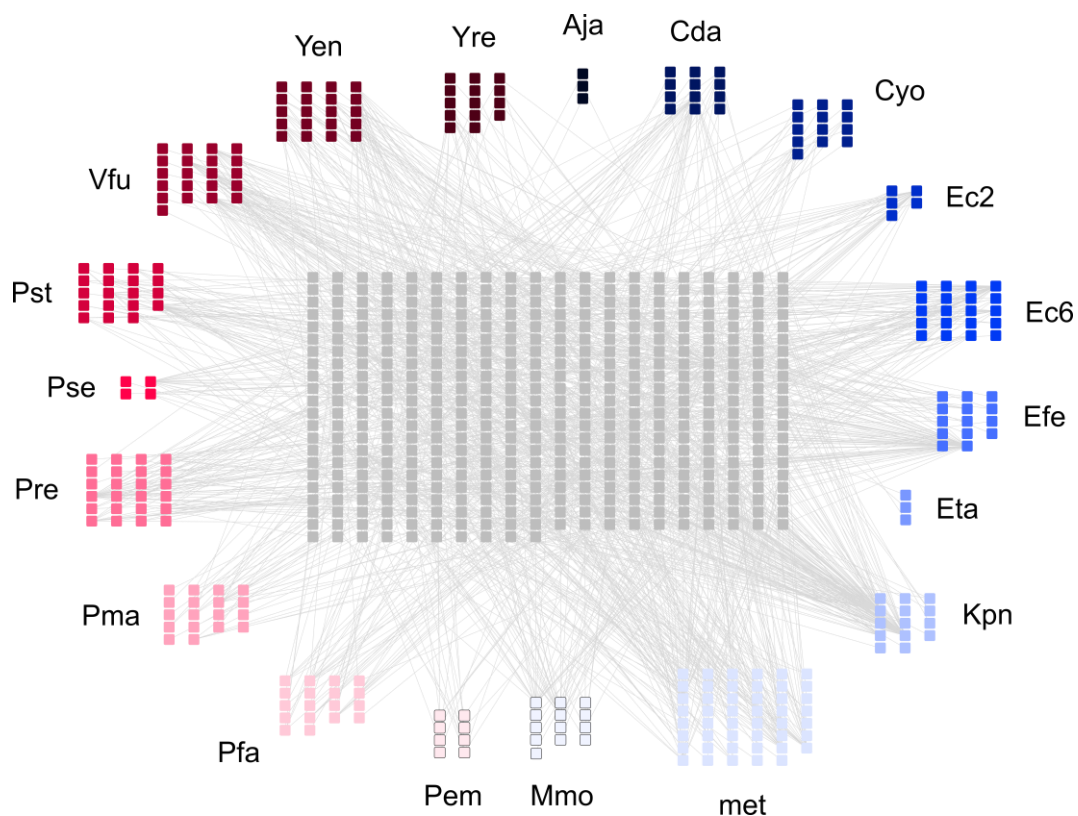 Aja
Cda
Yre
Yen
Cyo
Vfu
Ec2
Pst
Ec6
Pse
Efe
Pre
Eta
Pma
Kpn
Pfa
Pem
Mmo
met